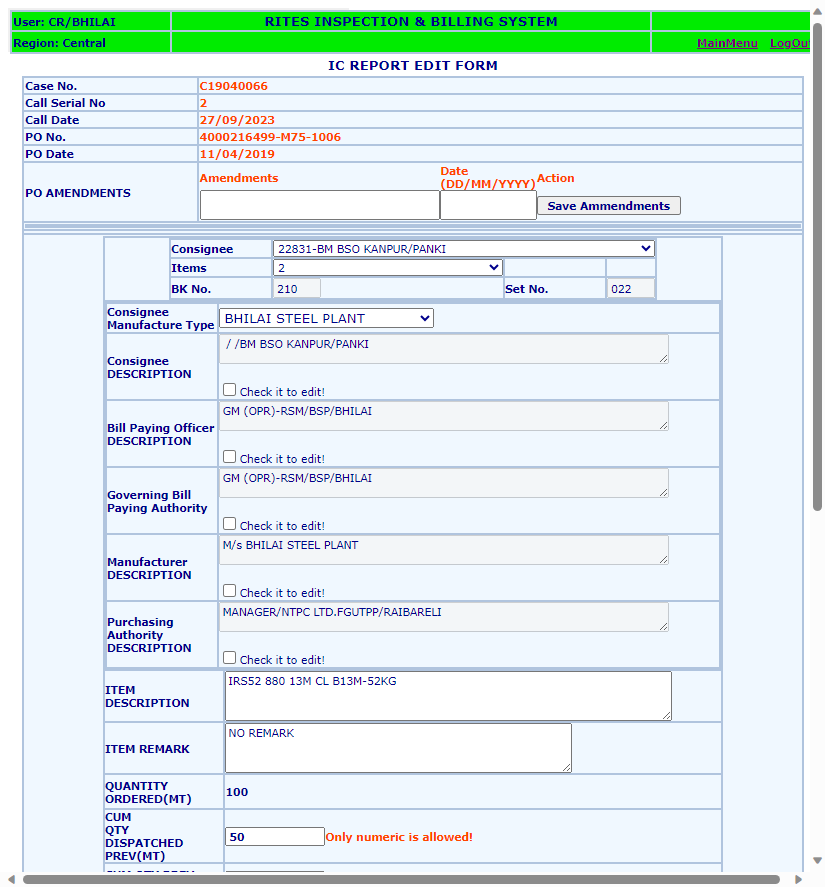 User: CR/BHILAI RITES INSPECTION & BILLING SYSTEM
Region: Central MainMenu LogOut
IC REPORT EDIT FORM
Case No. C19040066
Call Serial No 2
Call Date 27/09/2023
PO No. 4000216499-M75-1006
PO Date 11/04/2019
PO AMENDMENTS
Amendments
Date
(DD/MM/YYYY)
Action
Save Ammendments
Consignee 22831-BM BSO KANPUR/PANKI
Items 2
BK No. 210 Set No. 022
Consignee
Manufacture Type
BHILAI STEEL PLANT
Consignee
DESCRIPTION
/ /BM BSO KANPUR/PANKI
Check it to edit!
Bill Paying Officer
DESCRIPTION
GM (OPR)-RSM/BSP/BHILAI
Check it to edit!
Governing Bill
Paying Authority
GM (OPR)-RSM/BSP/BHILAI
Check it to edit!
Manufacturer
DESCRIPTION
M/s BHILAI STEEL PLANT
Check it to edit!
Purchasing
Authority
DESCRIPTION
MANAGER/NTPC LTD.FGUTPP/RAIBARELI
Check it to edit!
ITEM
DESCRIPTION
IRS52 880 13M CL B13M-52KG
ITEM REMARK
NO REMARK
QUANTITY
ORDERED(MT)
100
CUM
QTY
DISPATCHED
PREV(MT)
50 Only numeric is allowed!